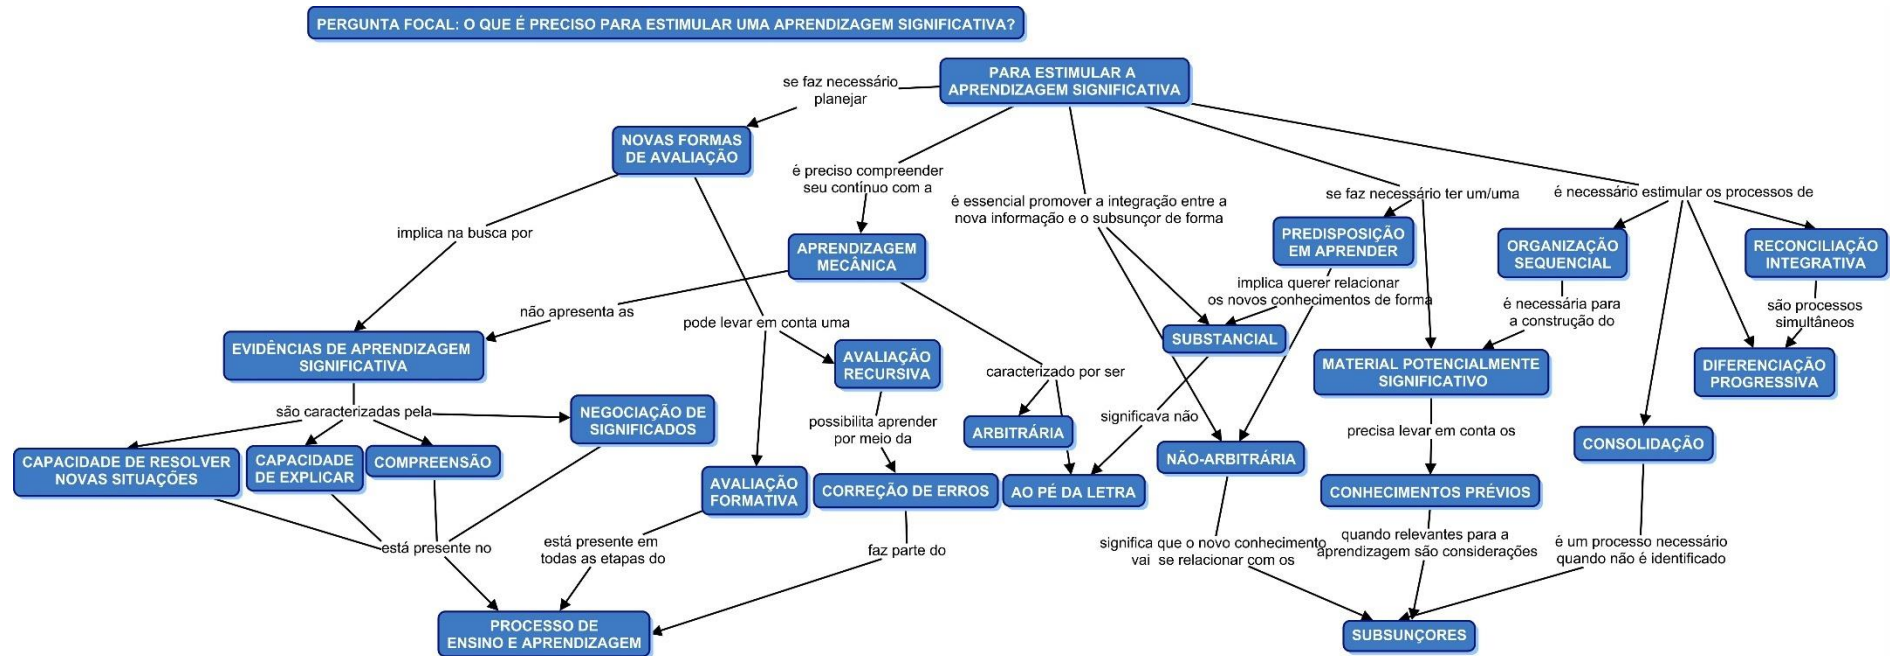 PERGUNTA FOCAL: O QUE É PRECISO PARA ESTIMULAR UMA APRENDIZAGEM SIGNIFICATIVA?
PARA ESTIMULAR A
APRENDIZAGEM SIGNIFICATIVA
se faz necessário
planejar
NOVAS FORMAS
DE AVALIAÇÃO
é preciso compreender
seu contínuo com a
é essencial promover a integração entre a
nova informação e o subsunçor de forma
se faz necessário ter um/uma
é necessário estimular os processos de
implica na busca por
APRENDIZAGEM
MECÂNICA
PREDISPOSIÇÃO
EM APRENDER
ORGANIZAÇÃO
SEQUENCIAL
RECONCILIAÇÃO
INTEGRATIVA
implica querer relacionar
os novos conhecimentos de forma
é necessária para
a construção do
são processos
simultâneos
não apresenta as
pode levar em conta uma
EVIDÊNCIAS DE APRENDIZAGEM
SIGNIFICATIVA
AVALIAÇÃO
RECURSIVA
SUBSTANCIAL
MATERIAL POTENCIALMENTE
SIGNIFICATIVO
DIFERENCIAÇÃO
PROGRESSIVA
caracterizado por ser
são caracterizadas pela
NEGOCIAÇÃO DE
SIGNIFICADOS
possibilita aprender
por meio da
ARBITRÁRIA
significava não
precisa levar em conta os
CONSOLIDAÇÃO
CAPACIDADE DE RESOLVER
NOVAS SITUAÇÕES
CAPACIDADE
DE EXPLICAR
COMPREENSÃO
NÃO-ARBITRÁRIA
AVALIAÇÃO
FORMATIVA
CORREÇÃO DE ERROS
AO PÉ DA LETRA
CONHECIMENTOS PRÉVIOS
está presente no
está presente em
todas as etapas do
faz parte do
significa que o novo conhecimento
vai se relacionar com os
quando relevantes para a
aprendizagem são considerações
é um processo necessário
quando não é identificado
PROCESSO DE
ENSINO E APRENDIZAGEM
SUBSUNÇORES